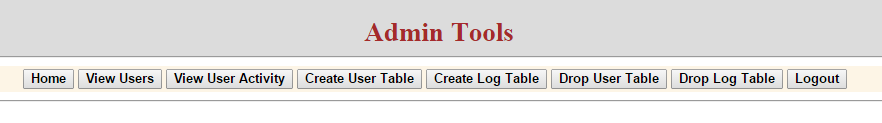 Admin Tools
Home View Users View User Activity Create User Table Create Log Table Drop User Table Drop Log Table Logout